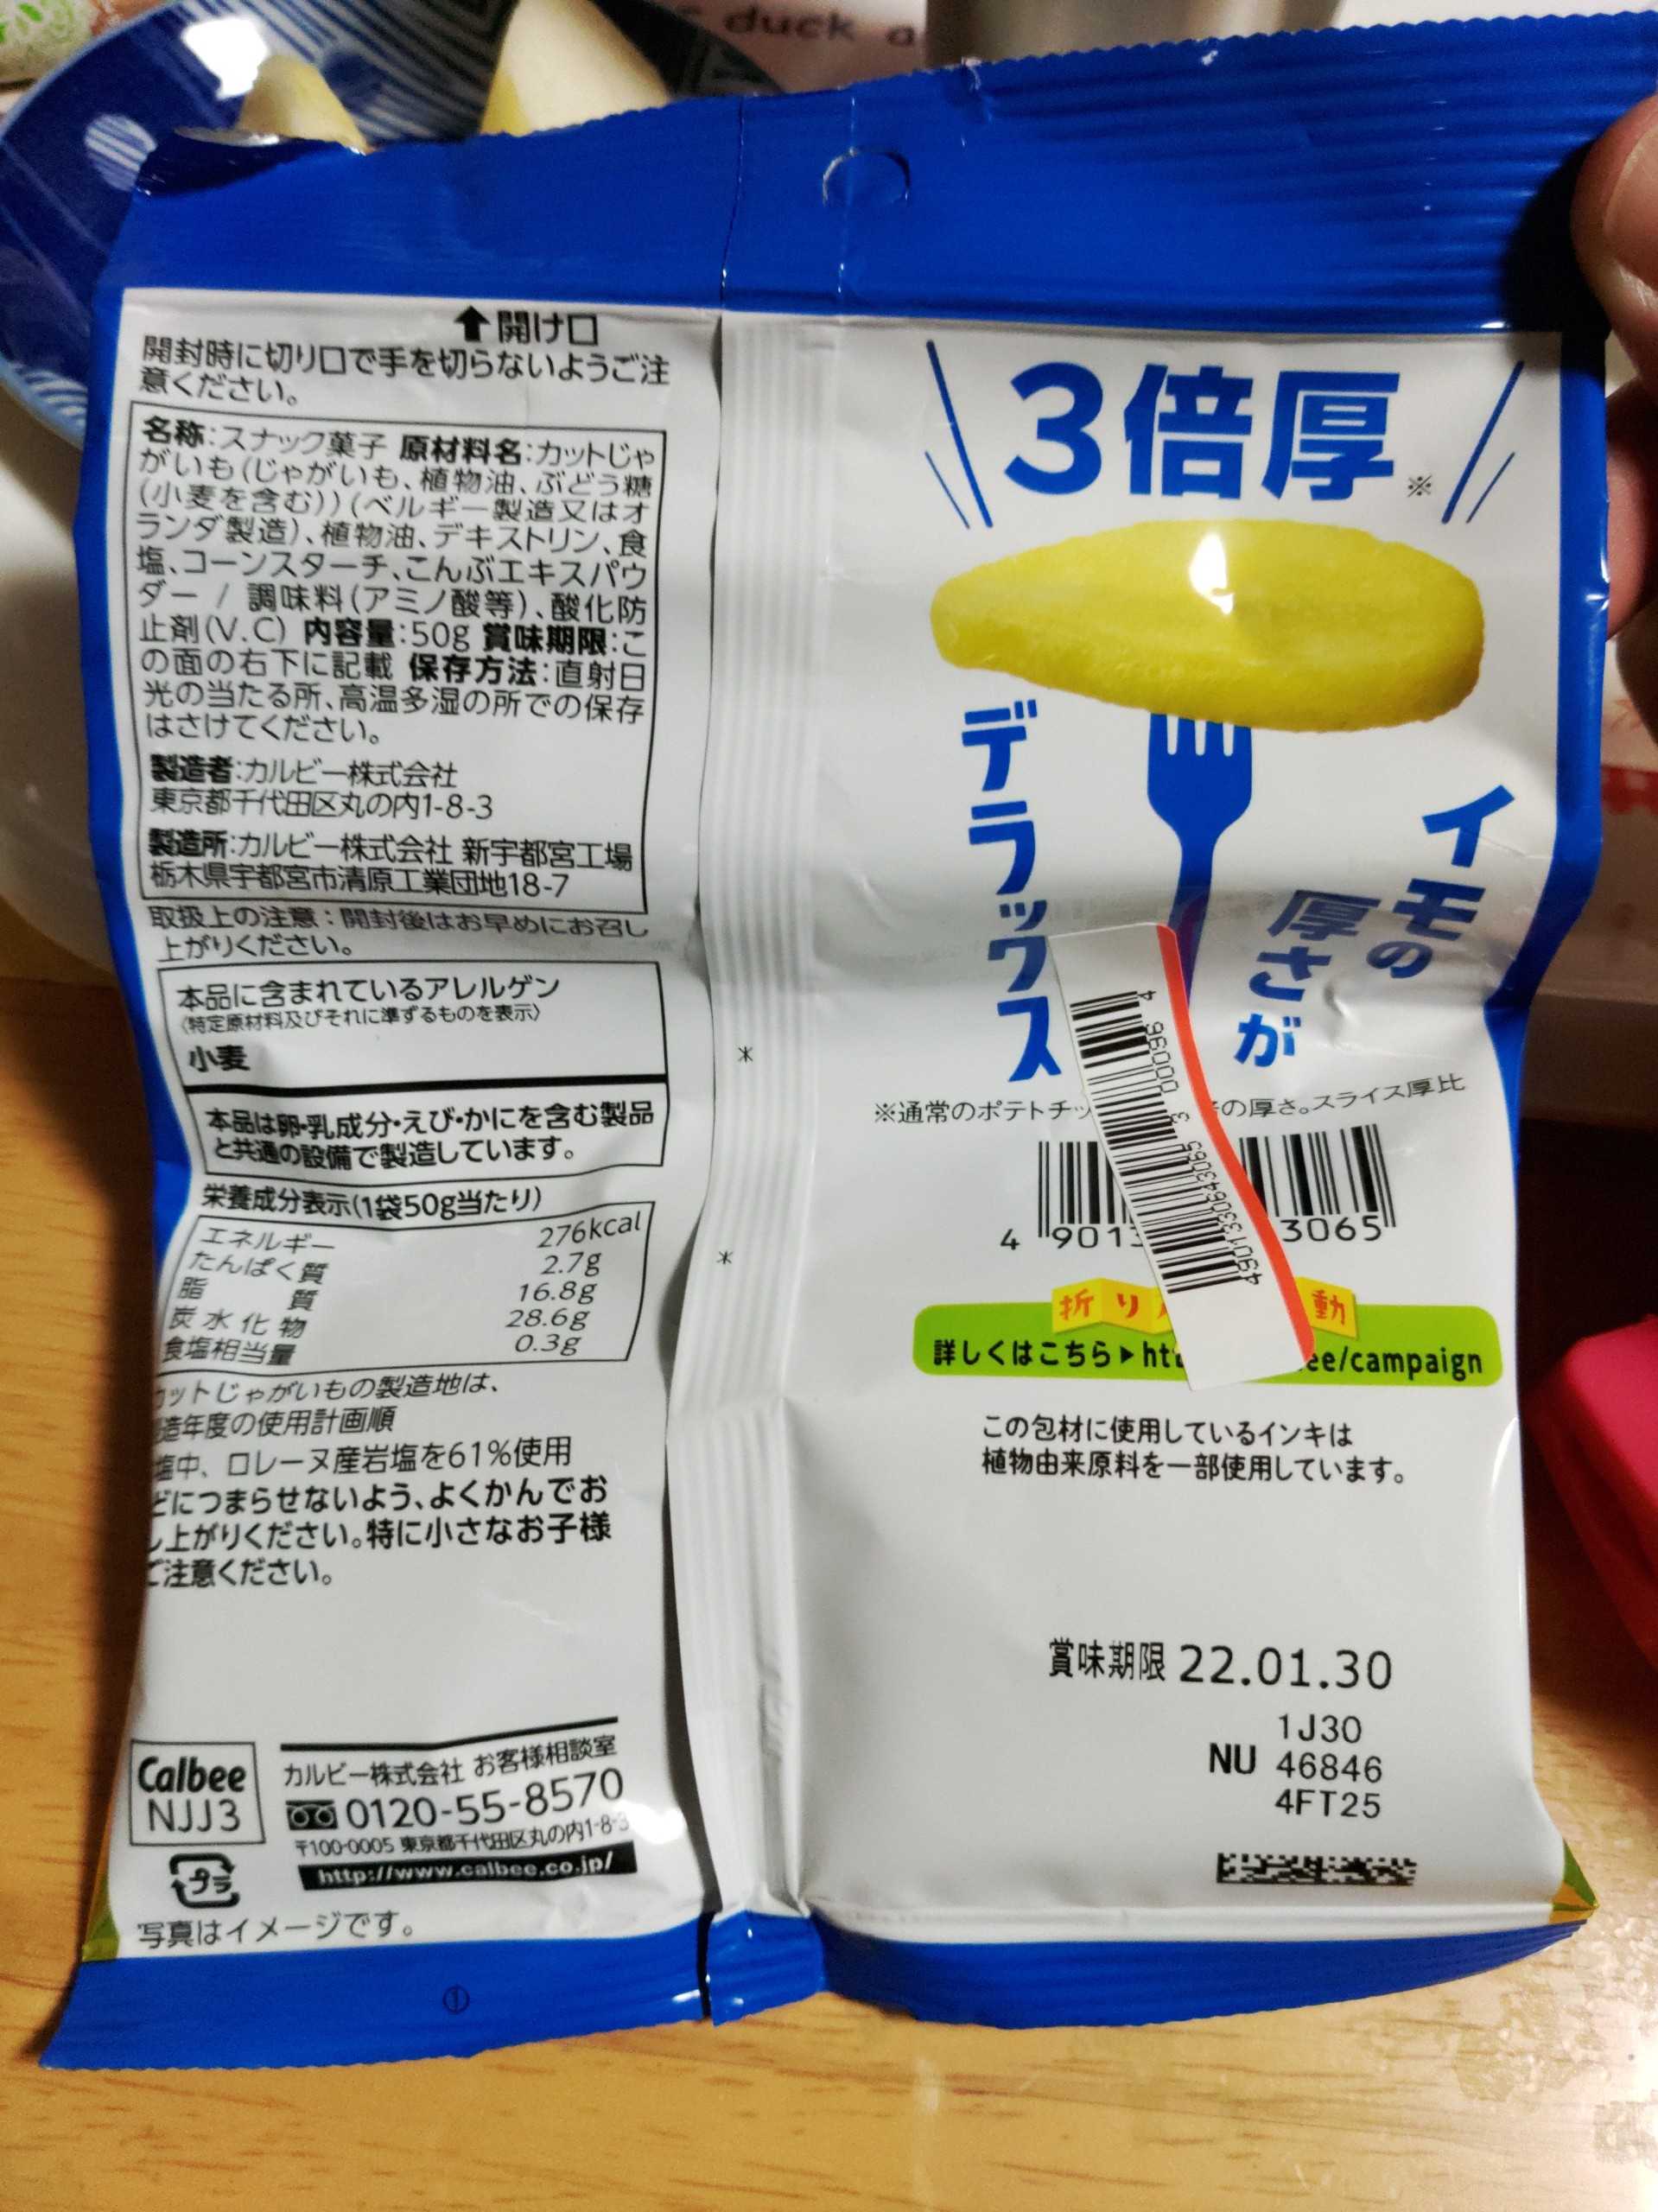 duck a
↑開け口
開封時に切り口で手を切らないようご注
意ください。
名称:スナック菓子 原材料名:カットじゃ
がいも(じゃがいも、植物油、ぶどう糖
(小麦を含む))(ベルギー製造又はオ
ランダ製造)、植物油、デキストリン、食
塩、コーンスターチ、こんぶエキスパウ
ダー / 調味料(アミノ酸等)、酸化防
止剤(V.C) 内容量:50g 賞味期限:こ
の面の右下に記載 保存方法:直射日
光の当たる所、高温多湿の所での保存
はさけてください。
製造者:カルビー株式会社
東京都千代田区丸の内1-8-3
製造所:カルビー株式会社 新宇都宮工場
栃木県宇都宮市清原工業団地18-7
取扱上の注意:開封後はお早めにお召し
上がりください。
本品に含まれているアレルゲン
〈特定原材料及びそれに準ずるものを表示〉
小麦
本品は卵・乳成分・えび・かにを含む製品
と共通の設備で製造しています。
栄養成分表示(1袋50g当たり)
エネルギー 276kcal
たんぱく質 2.7g
脂質 16.8g
炭水化物 28.6g
食塩相当量 0.3g
カットじゃがいもの製造地は、
造年度の使用計画順
塩中、ロレーヌ産岩塩を61%使用
どにつまらせないよう、よくかんでお
し上がりください。特に小さなお子様
ご注意ください。
Calbee
NJJ3
カルビー株式会社 お客様相談室
0120-55-8570
〒100-0005 東京都千代田区丸の内1-8-3
http://www.calbee.co.jp/
プラ
写真はイメージです。
①
3倍厚※
イモの
厚さが
デラックス
※通常のポテトチッ の厚さ。スライス厚比
4 96000 3
4901330643065
4 9013 3065
折り 動
詳しくはこちら▶htt ee/campaign
この包材に使用しているインキは
植物由来原料を一部使用しています。
賞味期限 22.01.30
1J30
NU 46846
4FT25